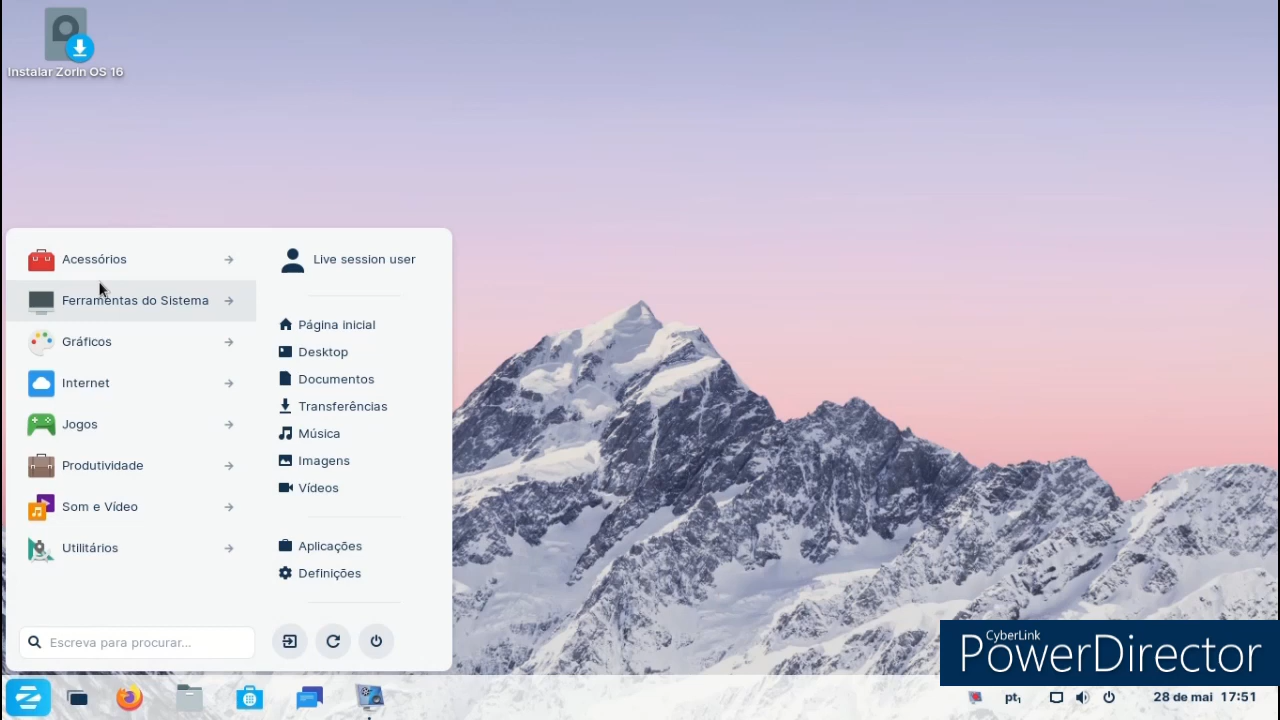 Instalar Zorin OS 16
Acessórios
Ferramentas do Sistema
Gráficos
Internet
Jogos
Produtividade
Som e Vídeo
Utilitários
Escreva para procurar...
Live session user
Página inicial
Desktop
Documentos
Transferências
Música
Imagens
Vídeos
Aplicações
Definições
CyberLink
PowerDirector
pt₁
28 de mai 17:51